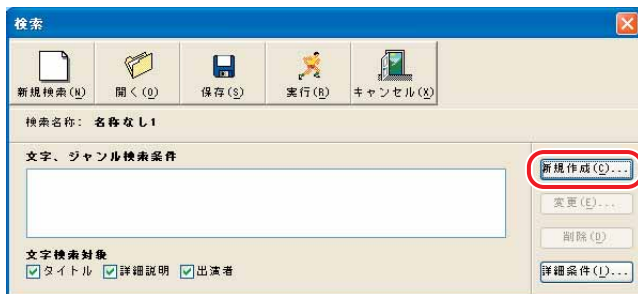 検索
新規検索(N) 開く(O) 保存(S) 実行(R) キャンセル(X)
検索名称: 名称なし1
文字、ジャンル検索条件
新規作成(C)...
変更(E)...
削除(D)
文字検索対象
タイトル 詳細説明 出演者
詳細条件(I)...